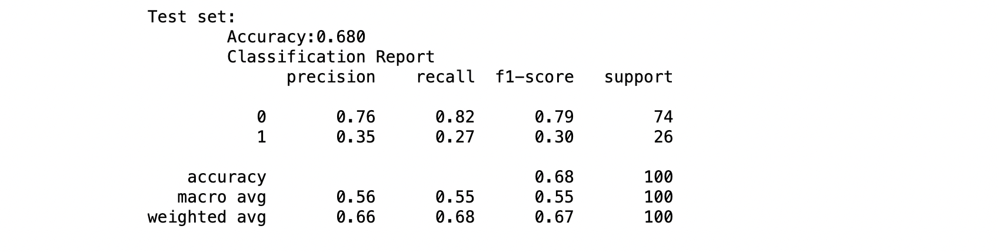 Test set:
Accuracy:0.680
Classification Report
precision recall f1-score support
0 0.76 0.82 0.79 74
1 0.35 0.27 0.30 26
accuracy 0.68 100
macro avg 0.56 0.55 0.55 100
weighted avg 0.66 0.68 0.67 100